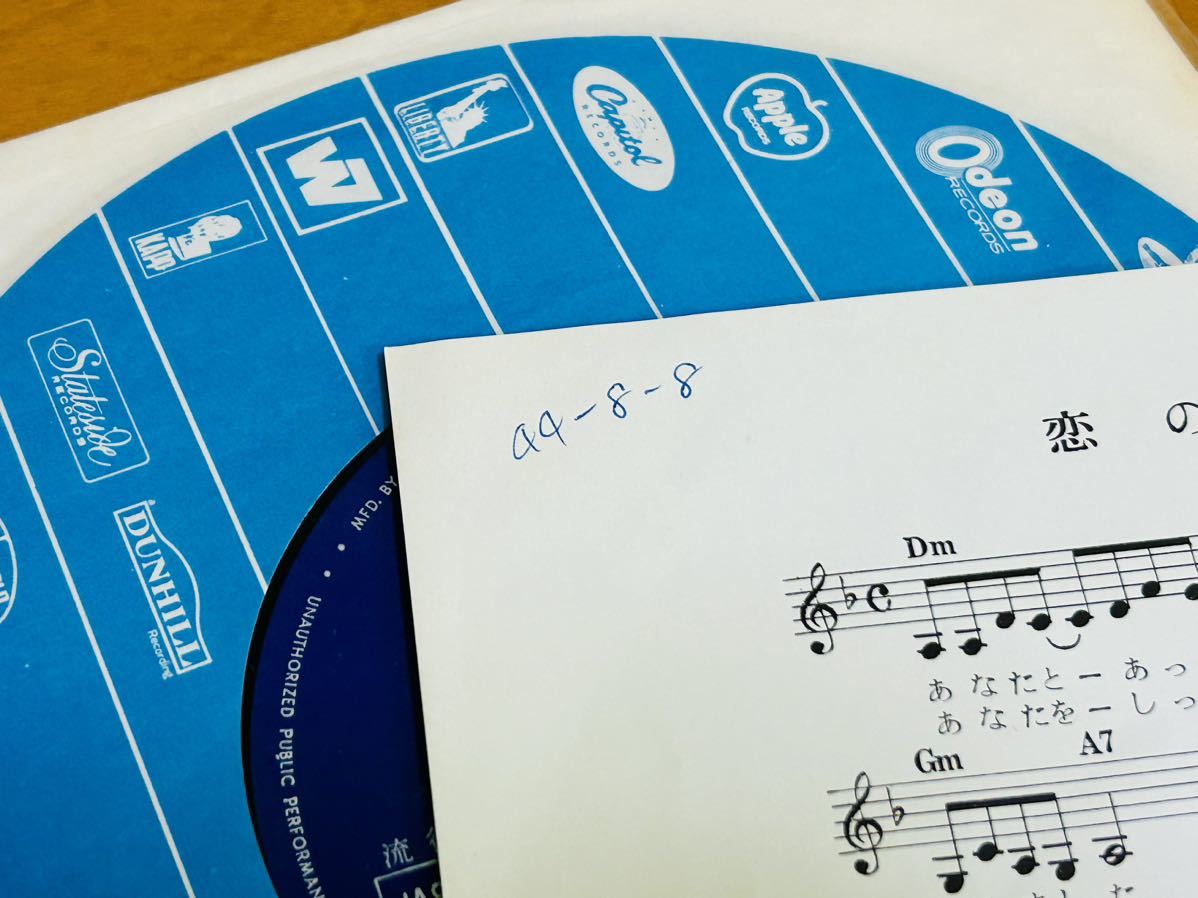 LIBERTY
Capitol
RECORDS
Apple
RECORDS
Odeon
RECORDS
KAPP
Stateside
RECORDS
DUNHILL
Recording
44-8-8
恋の
MFD. BY
UNAUTHORIZED PUBLIC PERFORMAN
流
Dm
あなたとーあっ
あなたをーしっ
Gm A7